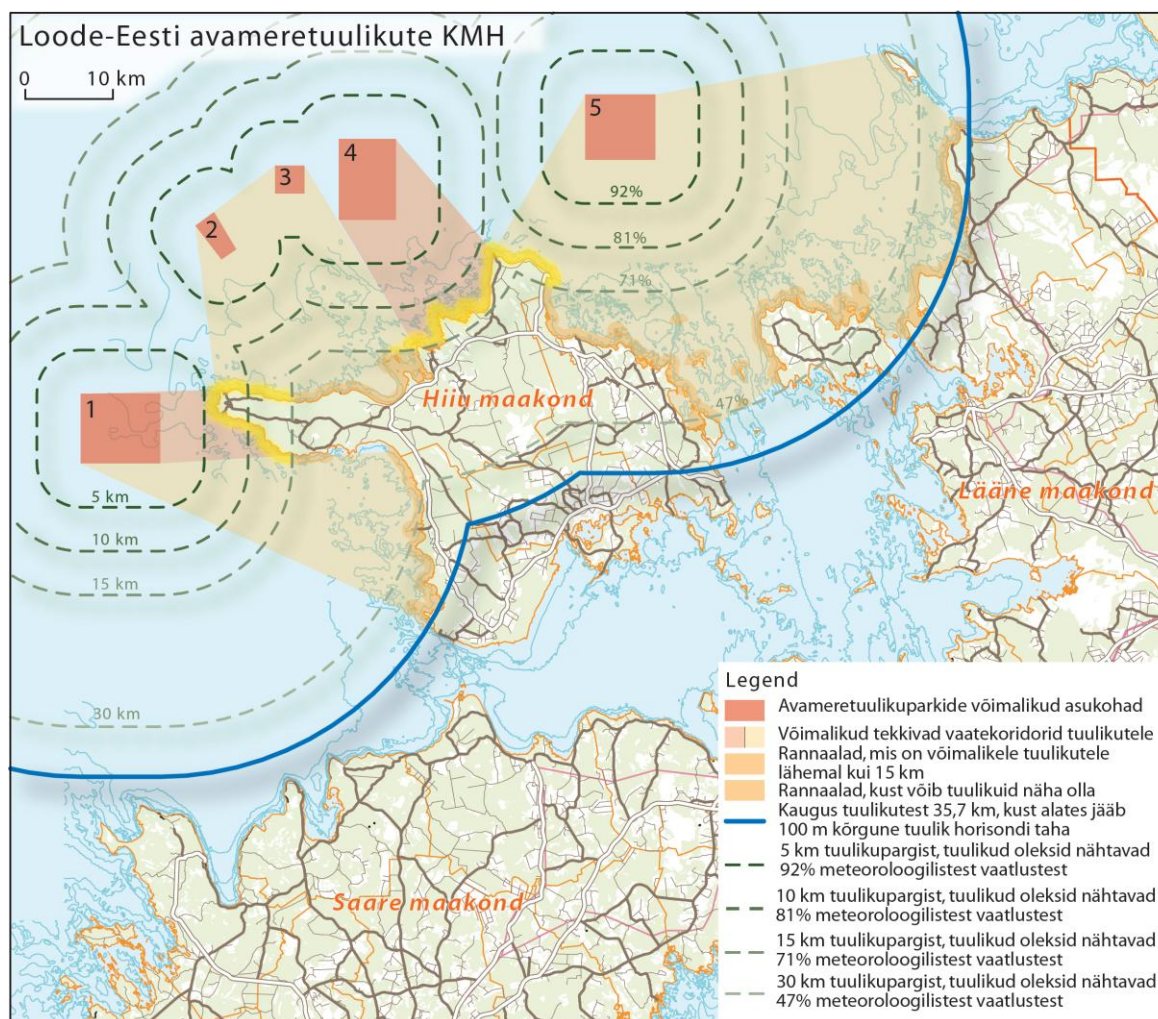 Loode-Eesti avameretuulikute KMH
0 10 km
5
4
3
2
92%
81%
71%
1
Hiiu maakond
47%
Lääne maakond
5 km
10 km
15 km
30 km
Saare maakond
Legend
Avameretuulikuparkide võimalikud asukohad
Võimalikud tekkivad vaatekoridorid tuulikutele
Rannaalad, mis on võimalikele tuulikutele
lähemal kui 15 km
Rannaalad, kust võib tuulikuid näha olla
Kaugus tuulikutest 35,7 km, kust alates jääb
100 m kõrgune tuulik horisondi taha
5 km tuulikupargist, tuulikud oleksid nähtavad
92% meteoroloogilistest vaatlustest
10 km tuulikupargist, tuulikud oleksid nähtavad
81% meteoroloogilistest vaatlustest
15 km tuulikupargist, tuulikud oleksid nähtavad
71% meteoroloogilistest vaatlustest
30 km tuulikupargist, tuulikud oleksid nähtavad
47% meteoroloogilistest vaatlustest